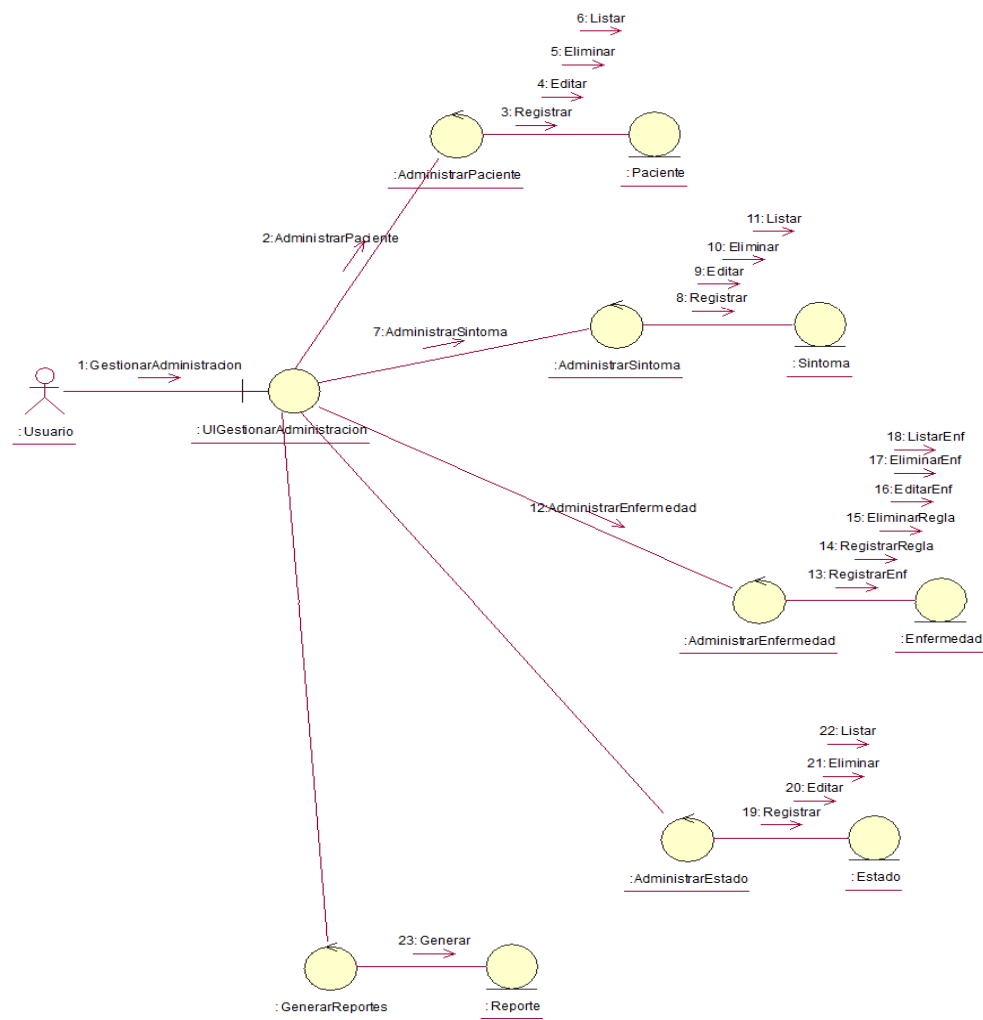 6: Listar
5: Eliminar
4: Editar
3: Registrar
: AdministrarPaciente
: Paciente
2: AdministrarPaciente
11: Listar
10: Eliminar
9: Editar
8: Registrar
7: AdministrarSintoma
: AdministrarSintoma
: Sintoma
1: GestionarAdministracion
: Usuario
: UIGestionarAdministracion
18: ListarEnf
17: EliminarEnf
16: EditarEnf
15: EliminarRegla
14: RegistrarRegla
13: RegistrarEnf
12: AdministrarEnfermedad
: AdministrarEnfermedad
: Enfermedad
22: Listar
21: Eliminar
20: Editar
19: Registrar
: AdministrarEstado
: Estado
23: Generar
: GenerarReportes
: Reporte